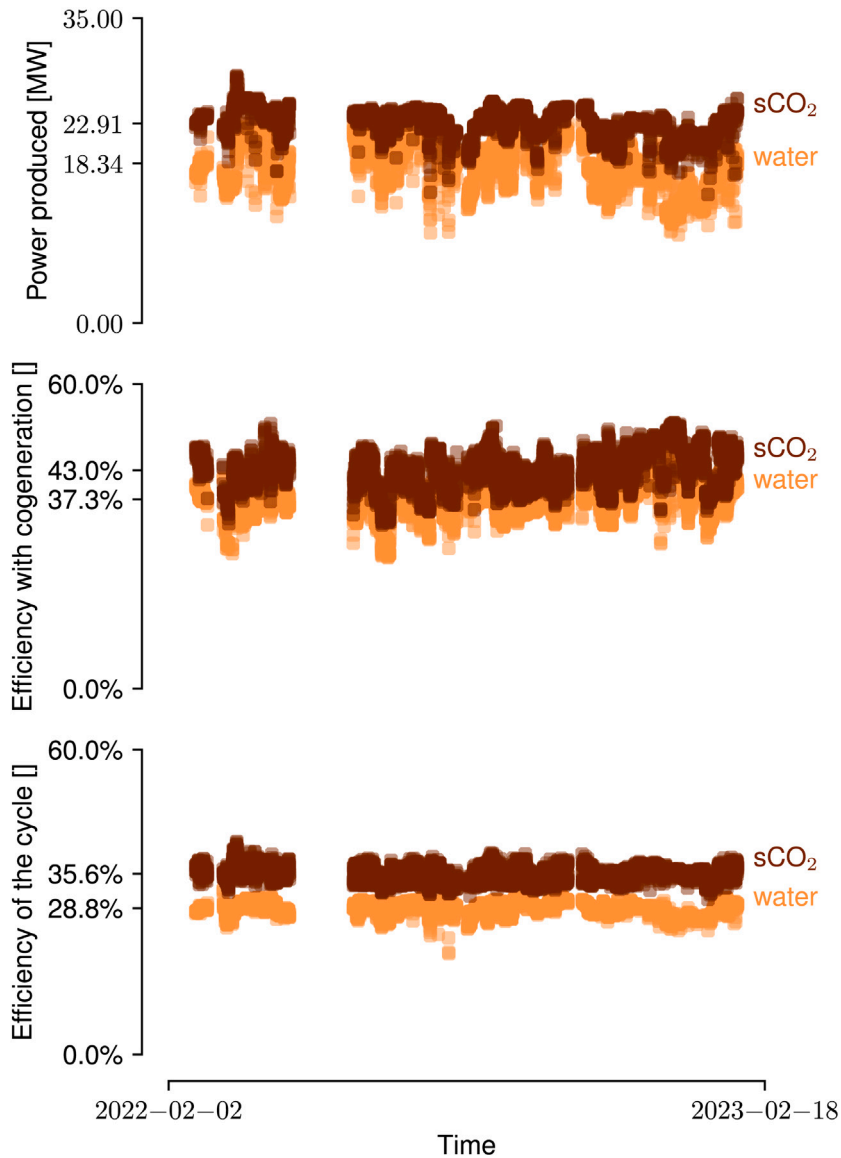 Power produced [MW]
35.00
22.91
18.34
0.00
sCO₂
water
Efficiency with cogeneration []
60.0%
43.0%
37.3%
0.0%
sCO₂
water
Efficiency of the cycle []
60.0%
35.6%
28.8%
0.0%
sCO₂
water
2022−02−02
2023−02−18
Time